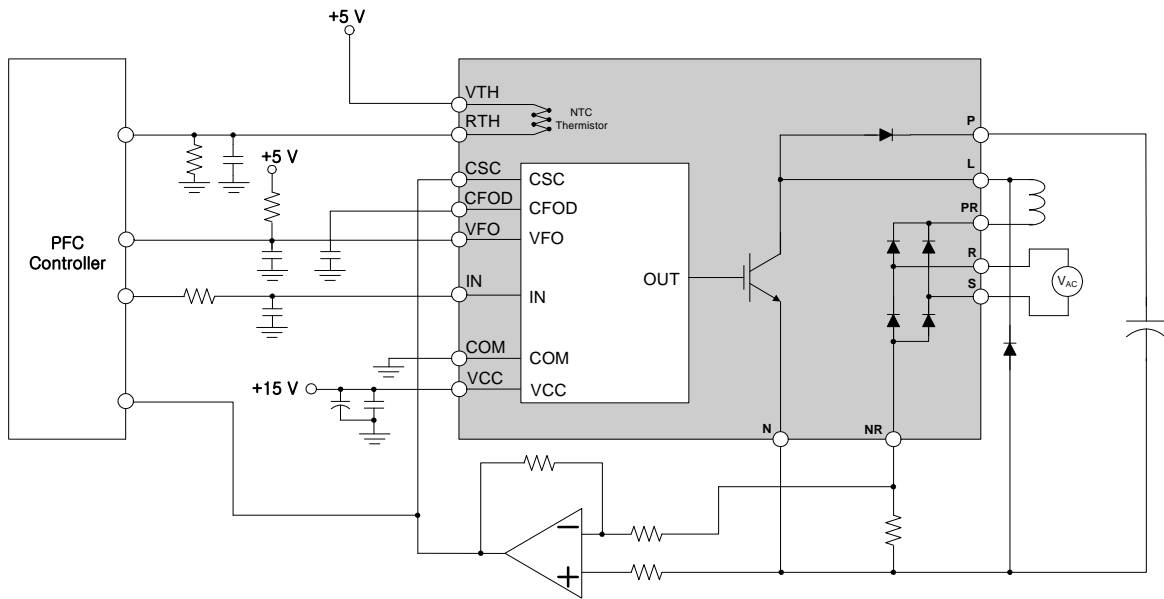 +5 V
VTH
RTH
NTC
Thermistor
P
+5 V
CSC
CSC
L
CFOD
CFOD
PR
VFO
VFO
PFC
Controller
R
OUT
VAC
S
IN
IN
COM
COM
+15 V
VCC
VCC
N
NR
−
+